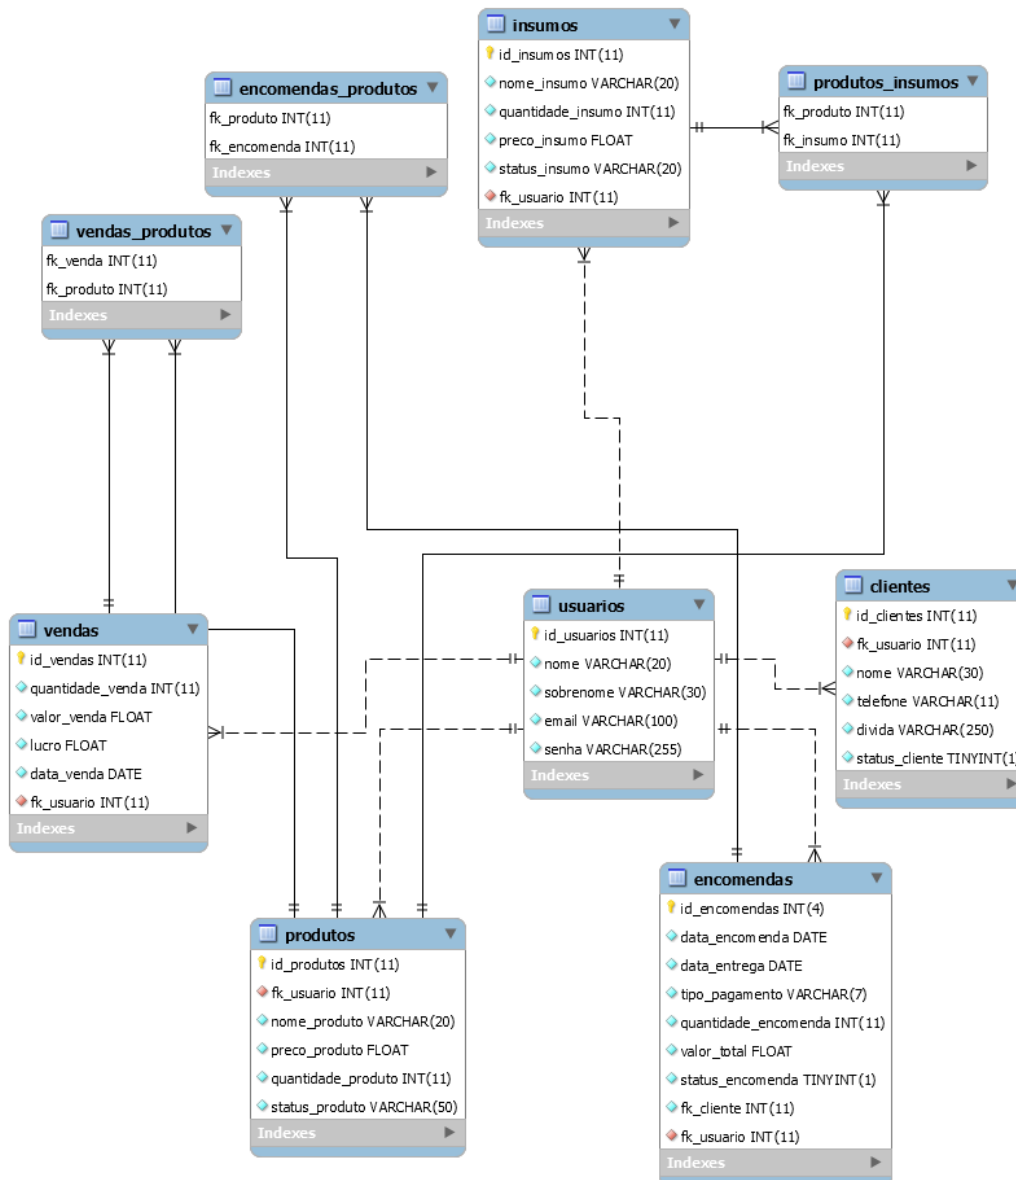 insumos
id_insumos INT(11)
nome_insumo VARCHAR(20)
quantidade_insumo INT(11)
preco_insumo FLOAT
status_insumo VARCHAR(20)
fk_usuario INT(11)
Indexes
produtos_insumos
fk_produto INT(11)
fk_insumo INT(11)
Indexes
encomendas_produtos
fk_produto INT(11)
fk_encomenda INT(11)
Indexes
vendas_produtos
fk_venda INT(11)
fk_produto INT(11)
Indexes
vendas
id_vendas INT(11)
quantidade_venda INT(11)
valor_venda FLOAT
lucro FLOAT
data_venda DATE
fk_usuario INT(11)
Indexes
usuarios
id_usuarios INT(11)
nome VARCHAR(20)
sobrenome VARCHAR(30)
email VARCHAR(100)
senha VARCHAR(255)
Indexes
clientes
id_clientes INT(11)
fk_usuario INT(11)
nome VARCHAR(30)
telefone VARCHAR(11)
divida VARCHAR(250)
status_cliente TINYINT(1)
Indexes
produtos
id_produtos INT(11)
fk_usuario INT(11)
nome_produto VARCHAR(20)
preco_produto FLOAT
quantidade_produto INT(11)
status_produto VARCHAR(50)
Indexes
encomendas
id_encomendas INT(4)
data_encomenda DATE
data_entrega DATE
tipo_pagamento VARCHAR(7)
quantidade_encomenda INT(11)
valor_total FLOAT
status_encomenda TINYINT(1)
fk_cliente INT(11)
fk_usuario INT(11)
Indexes